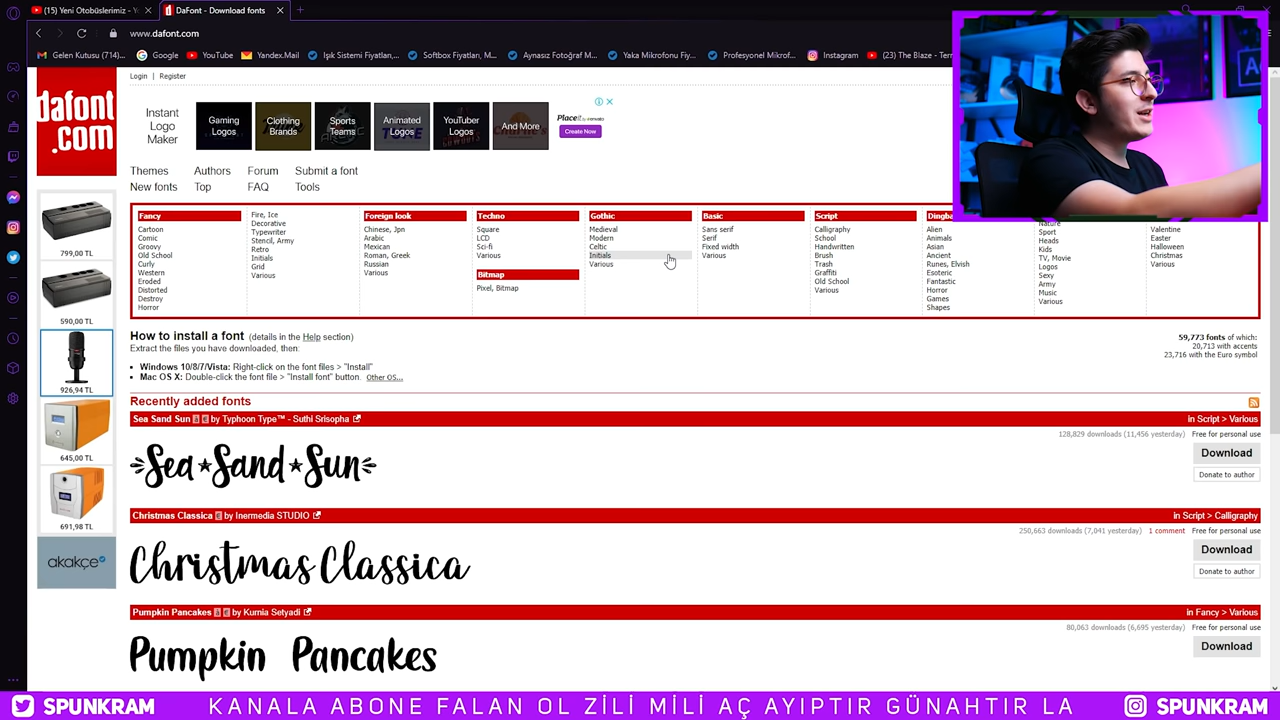 (15) Yeni Otobüslerimiz - Y
DaFont - Download fonts
www.dafont.com
Gelen Kutusu (714)...
Google
YouTube
Yandex.Mail
Işık Sistemi Fiyatları,...
Softbox Fiyatları, M...
Aynasız Fotoğraf M...
Yaka Mikrofonu Fiy...
Profesyonel Mikrof...
Instagram
(23) The Blaze - Terr
dafont
.com
Login | Register
Instant
Logo
Maker
Gaming
Logos
Clothing
Brands
Sports
Teams
Animated
Logos
YouTuber
Logos
And More
Placeit
Create Now
Themes Authors Forum Submit a font
New fonts Top FAQ Tools
Fancy
Cartoon
Comic
Groovy
Old School
Curly
Western
Eroded
Distorted
Destroy
Horror
Fire, Ice
Decorative
Typewriter
Stencil, Army
Retro
Initials
Grid
Various
Foreign look
Chinese, Jpn
Arabic
Mexican
Roman, Greek
Russian
Various
Techno
Square
LCD
Sci-fi
Various
Bitmap
Pixel, Bitmap
Gothic
Medieval
Modern
Celtic
Initials
Various
Basic
Sans serif
Serif
Fixed width
Various
Script
Calligraphy
School
Handwritten
Brush
Trash
Graffiti
Old School
Various
Dingb
Alien
Animals
Asian
Ancient
Runes, Elvish
Esoteric
Fantastic
Horror
Games
Shapes
Nature
Sport
Heads
Kids
TV, Movie
Logos
Sexy
Army
Music
Various
Valentine
Easter
Halloween
Christmas
Various
799,00 TL
590,00 TL
926,94 TL
645,00 TL
691,98 TL
akakçe
How to install a font (details in the Help section)
Extract the files you have downloaded, then:
Windows 10/8/7/Vista: Right-click on the font files > "Install"
Mac OS X: Double-click the font file > "Install font" button. Other OS...
59,773 fonts of which:
20,713 with accents
23,716 with the Euro symbol
Recently added fonts
Sea Sand Sun à € by Typhoon Type™ - Suthi Srisopha
in Script > Various
128,829 downloads (11,456 yesterday) Free for personal use
Sea Sand Sun
Download
Donate to author
Christmas Classica € by Inermedia STUDIO
in Script > Calligraphy
250,663 downloads (7,041 yesterday) 1 comment Free for personal use
Christmas Classica
Download
Donate to author
Pumpkin Pancakes à € by Kurnia Setyadi
in Fancy > Various
80,063 downloads (6,695 yesterday) Free for personal use
Pumpkin Pancakes
Download
SPUNKRAM KANALA ABONE FALAN OL ZİLİ MİLİ AÇ AYIPTIR GÜNAHTIR LA SPUNKRAM